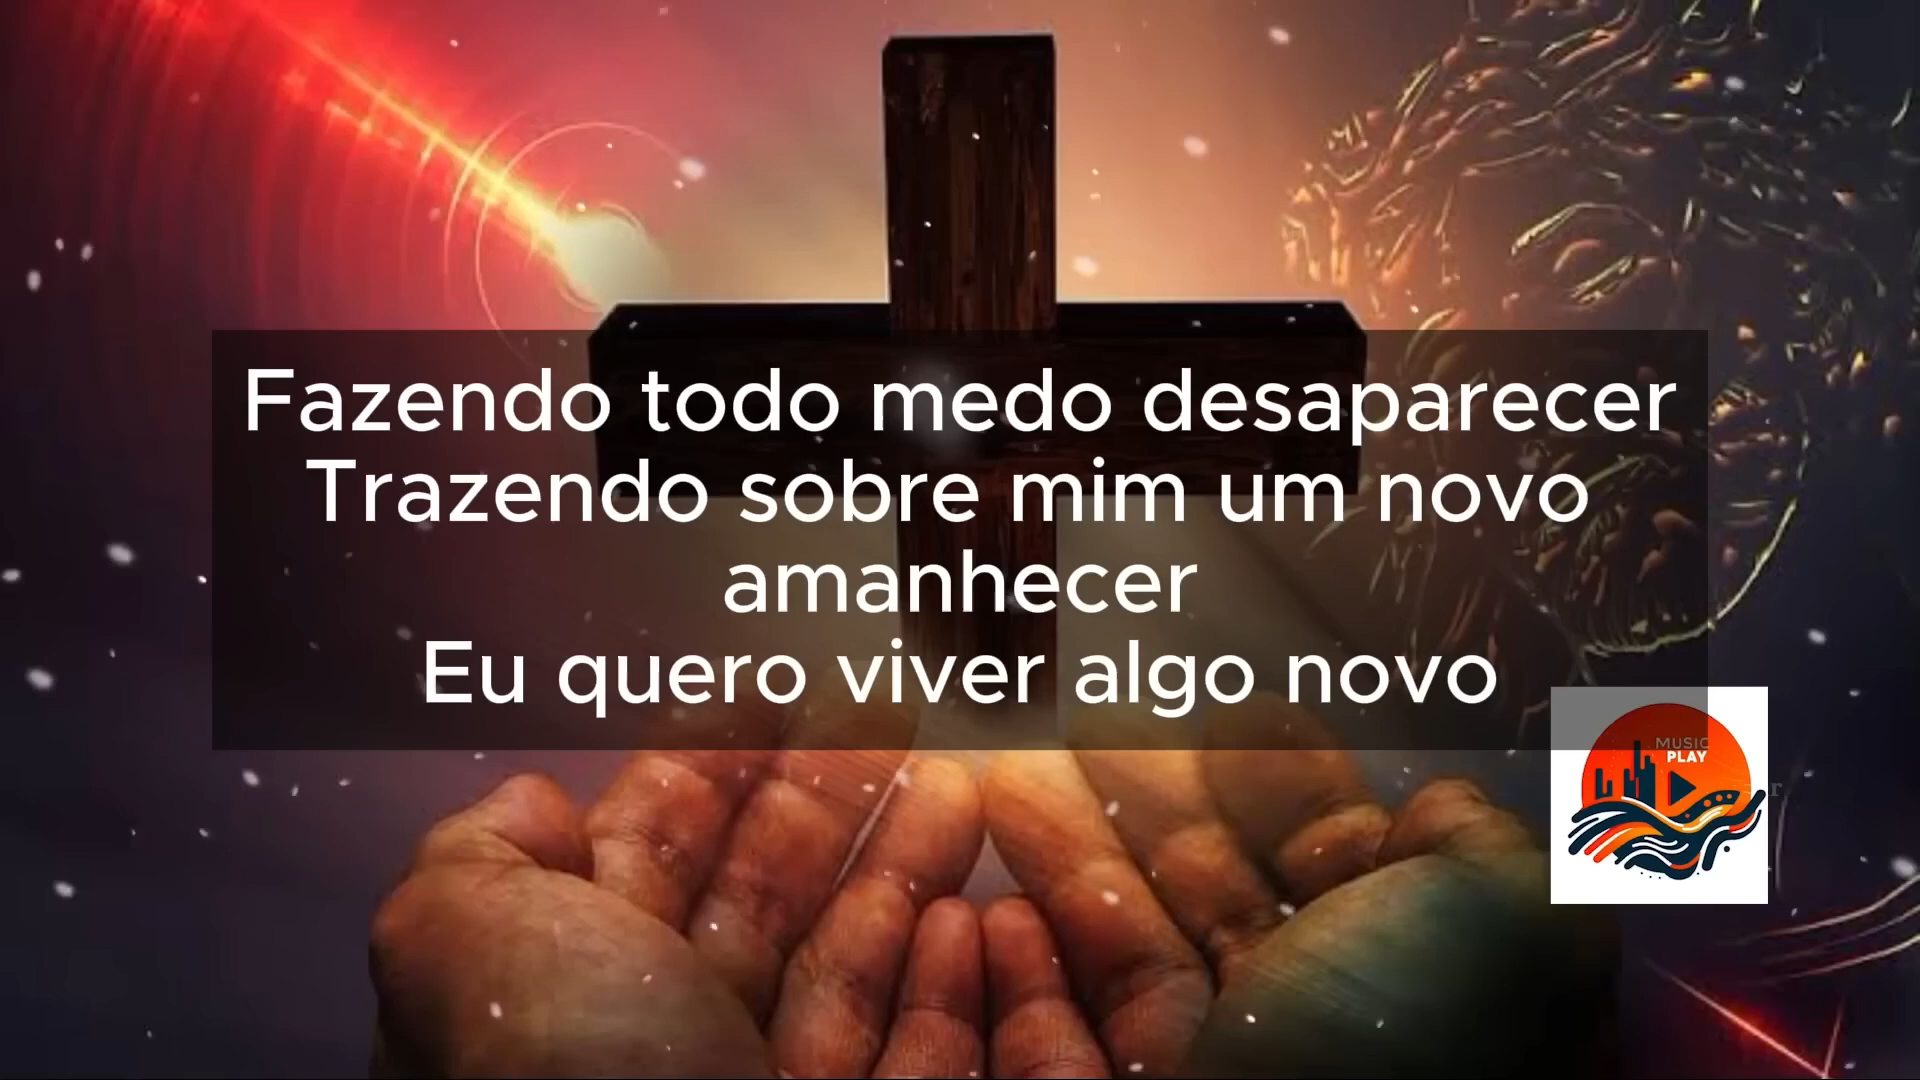 Fazendo todo medo desaparecer
Trazendo sobre mim um novo
amanhecer
Eu quero viver algo novo
MUSIC
PLAY